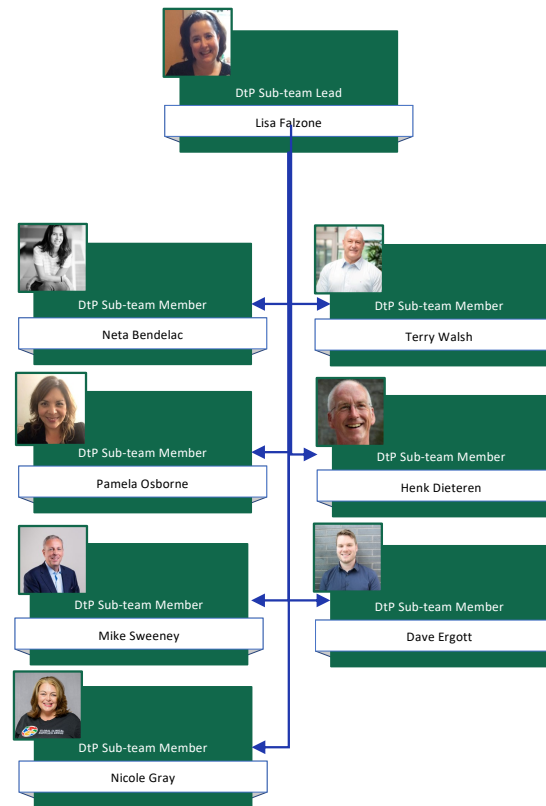 DtP Sub-team Lead
Lisa Falzone
DtP Sub-team Member
Neta Bendelac
DtP Sub-team Member
Terry Walsh
DtP Sub-team Member
Pamela Osborne
DtP Sub-team Member
Henk Dieteren
DtP Sub-team Member
Mike Sweeney
DtP Sub-team Member
Dave Ergott
DtP Sub-team Member
Nicole Gray